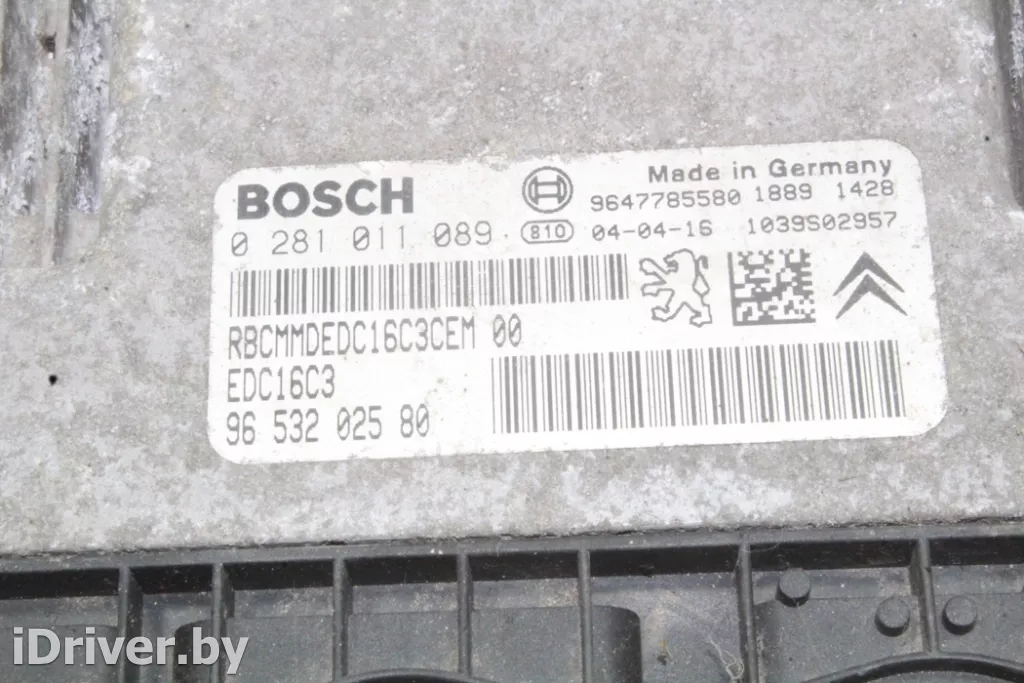 BOSCH
Made in Germany
9647785580 1889 1428
0 281 011 089 810 04-04-16 1039S02957
RBCMMDEDC16C3CEM 00
EDC16C3
96 532 025 80
iDriver.by